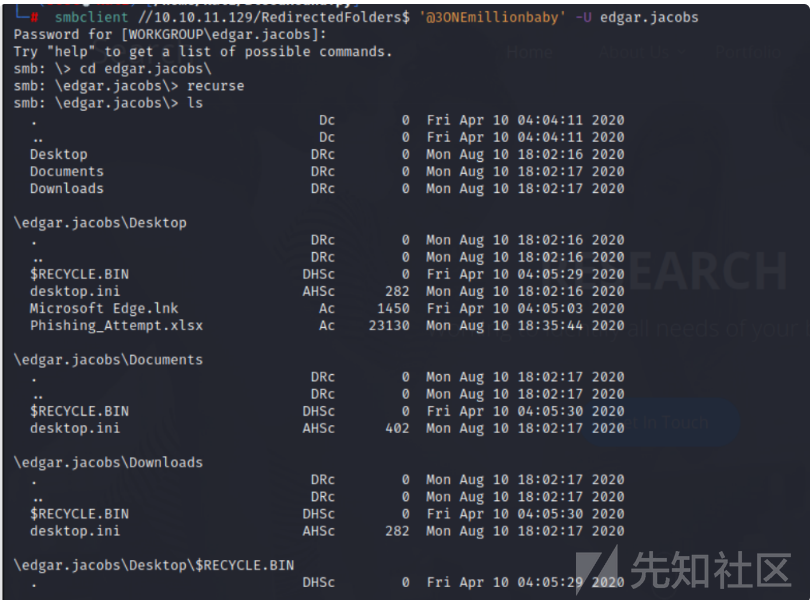 └─# smbclient //10.10.11.129/RedirectedFolders$ '@3ONEmillionbaby' -U edgar.jacobs
Password for [WORKGROUP\edgar.jacobs]:
Try "help" to get a list of possible commands.
smb: \> cd edgar.jacobs\
smb: \edgar.jacobs\> recurse
smb: \edgar.jacobs\> ls
. Dc 0 Fri Apr 10 04:04:11 2020
.. Dc 0 Fri Apr 10 04:04:11 2020
Desktop DRc 0 Mon Aug 10 18:02:16 2020
Documents DRc 0 Mon Aug 10 18:02:17 2020
Downloads DRc 0 Mon Aug 10 18:02:17 2020
\edgar.jacobs\Desktop
. DRc 0 Mon Aug 10 18:02:16 2020
.. DRc 0 Mon Aug 10 18:02:16 2020
$RECYCLE.BIN DHSc 0 Fri Apr 10 04:05:29 2020
desktop.ini AHSc 282 Mon Aug 10 18:02:16 2020
Microsoft Edge.lnk Ac 1450 Fri Apr 10 04:05:03 2020
Phishing_Attempt.xlsx Ac 23130 Mon Aug 10 18:35:44 2020
\edgar.jacobs\Documents
. DRc 0 Mon Aug 10 18:02:17 2020
.. DRc 0 Mon Aug 10 18:02:17 2020
$RECYCLE.BIN DHSc 0 Fri Apr 10 04:05:30 2020
desktop.ini AHSc 402 Mon Aug 10 18:02:17 2020
\edgar.jacobs\Downloads
. DRc 0 Mon Aug 10 18:02:17 2020
.. DRc 0 Mon Aug 10 18:02:17 2020
$RECYCLE.BIN DHSc 0 Fri Apr 10 04:05:30 2020
desktop.ini AHSc 282 Mon Aug 10 18:02:17 2020
\edgar.jacobs\Desktop\$RECYCLE.BIN
. DHSc 0 Fri Apr 10 04:05:29 2020
先知社区